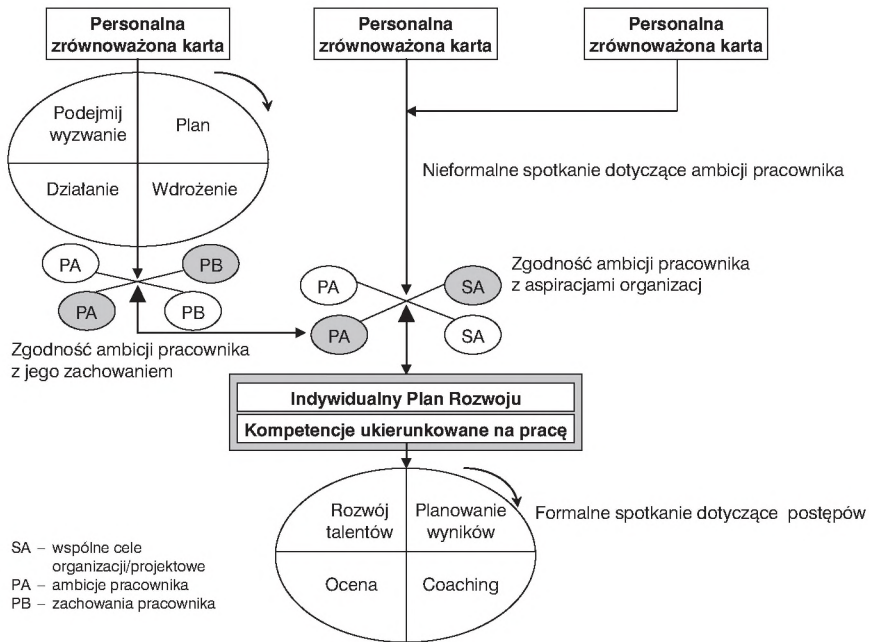 Personalna
zrównoważona karta
Personalna
zrównoważona karta
Personalna
zrównoważona karta
Podejmij
wyzwanie
Plan
Działanie
Wdrożenie
Nieformalne spotkanie dotyczące ambicji pracownika
PA
PB
PA
PB
Zgodność ambicji pracownika
z jego zachowaniem
PA
SA
PA
SA
Zgodność ambicji pracownika
z aspiracjami organizacj
Indywidualny Plan Rozwoju
Kompetencje ukierunkowane na pracę
Rozwój
talentów
Planowanie
wyników
Ocena
Coaching
Formalne spotkanie dotyczące postępów
SA – wspólne cele
organizacji/projektowe
PA – ambicje pracownika
PB – zachowania pracownika